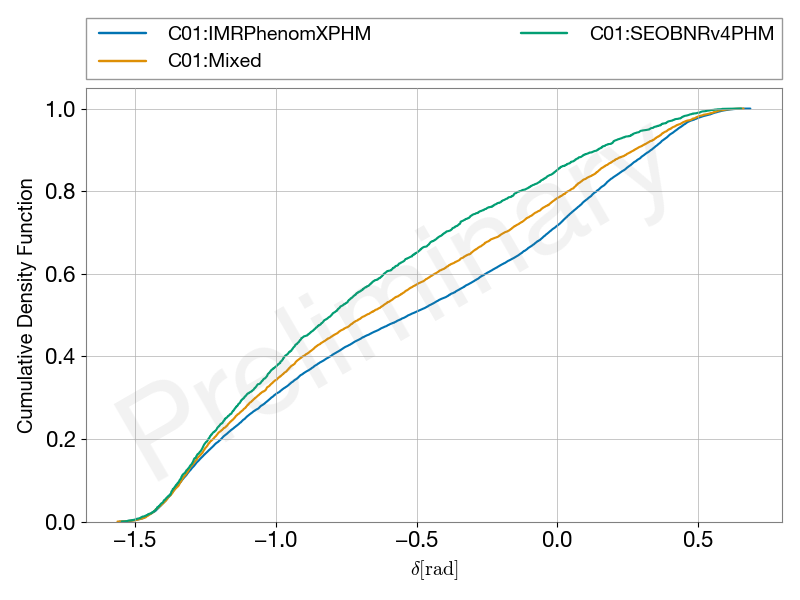 C01:IMRPhenomXPHM
C01:Mixed
C01:SEOBNRv4PHM
Cumulative Density Function
1.0
0.8
0.6
0.4
0.2
0.0
Preliminary
−1.5 −1.0 −0.5 0.0 0.5
δ[rad]